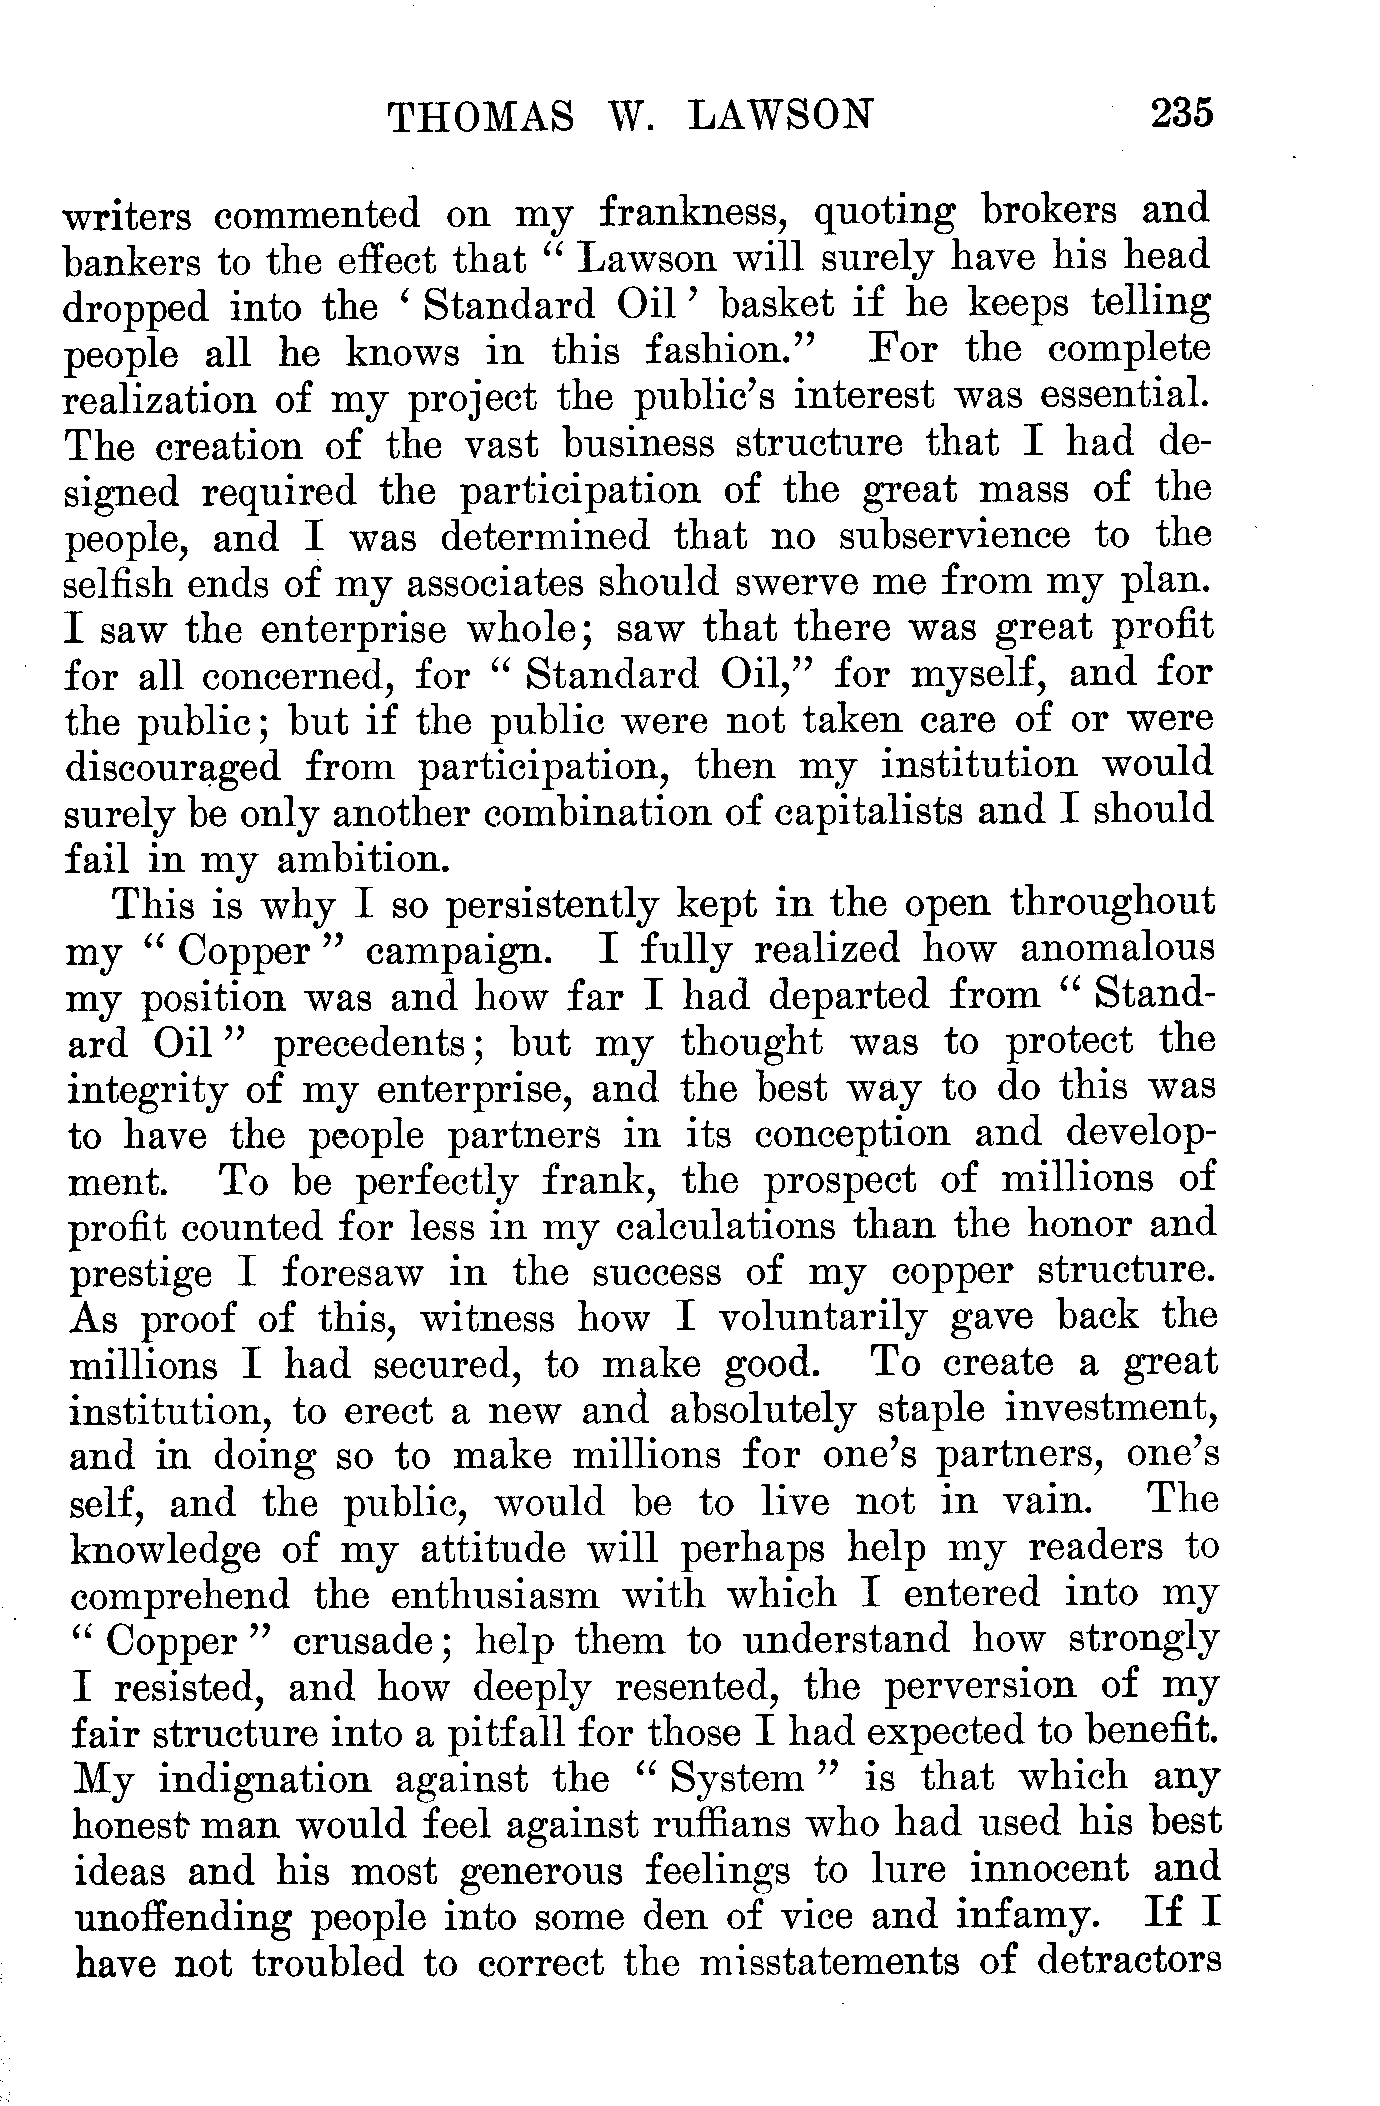 THOMAS W. LAWSON 235
writers commented on my frankness, quoting brokers and
bankers to the effect that " Lawson will surely have his head
dropped into the ' Standard Oil ' basket if he keeps telling
people all he knows in this fashion." For the complete
realization of my project the public's interest was essential.
The creation of the vast business structure that I had de-
signed required the participation of the great mass of the
people, and I was determined that no subservience to the
selfish ends of my associates should swerve me from my plan.
I saw the enterprise whole; saw that there was great profit
for all concerned, for " Standard Oil," for myself, and for
the public; but if the public were not taken care of or were
discouraged from participation, then my institution would
surely be only another combination of capitalists and I should
fail in my ambition.
This is why I so persistently kept in the open throughout
my " Copper " campaign. I fully realized how anomalous
my position was and how far I had departed from " Stand-
ard Oil " precedents; but my thought was to protect the
integrity of my enterprise, and the best way to do this was
to have the people partners in its conception and develop-
ment. To be perfectly frank, the prospect of millions of
profit counted for less in my calculations than the honor and
prestige I foresaw in the success of my copper structure.
As proof of this, witness how I voluntarily gave back the
millions I had secured, to make good. To create a great
institution, to erect a new and absolutely staple investment,
and in doing so to make millions for one's partners, one's
self, and the public, would be to live not in vain. The
knowledge of my attitude will perhaps help my readers to
comprehend the enthusiasm with which I entered into my
" Copper " crusade; help them to understand how strongly
I resisted, and how deeply resented, the perversion of my
fair structure into a pitfall for those I had expected to benefit.
My indignation against the " System " is that which any
honest man would feel against ruffians who had used his best
ideas and his most generous feelings to lure innocent and
unoffending people into some den of vice and infamy. If I
have not troubled to correct the misstatements of detractors